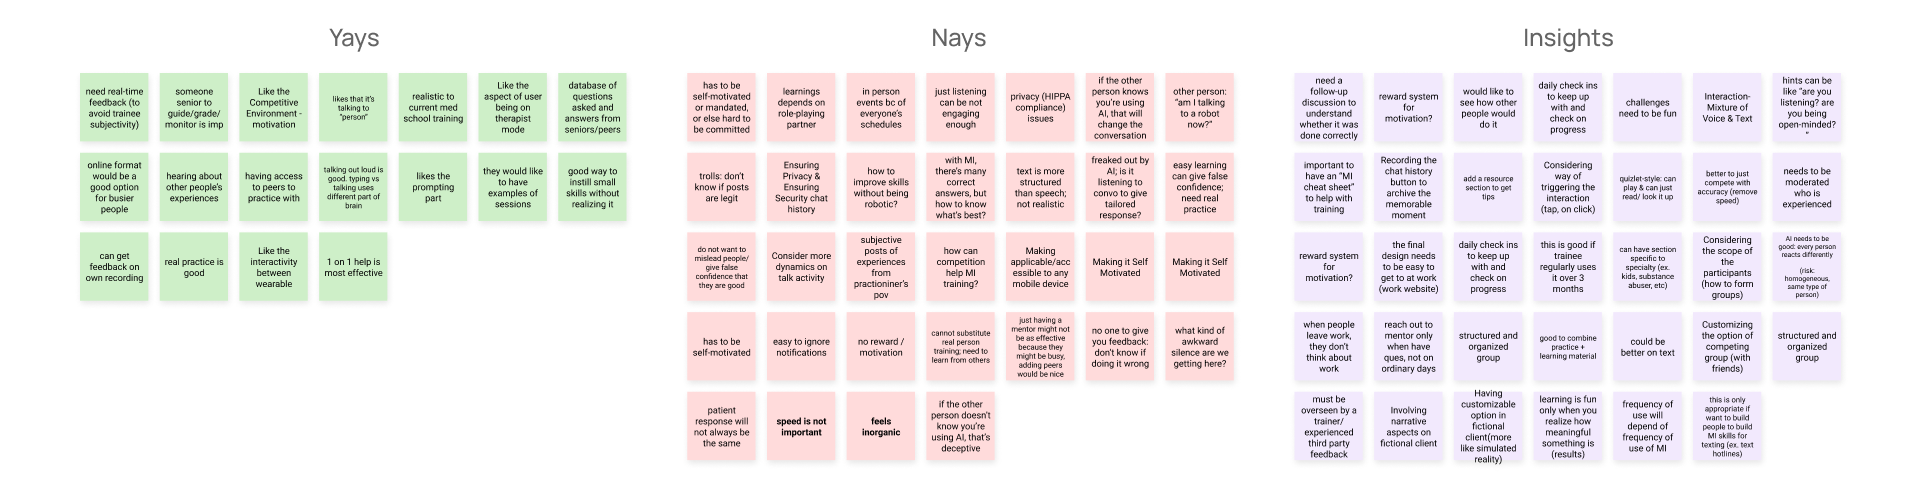 Yays
need real-time
feedback (to
avoid trainee
subjectivity)
someone
senior to
guide/grade/
monitor is imp
Like the
Competitive
Environment -
motivation
likes that it's
talking to
"person"
realistic to
current med
school training
Like the
aspect of user
being on
therapist
mode
database of
questions
asked and
answers from
seniors/peers
online format
would be a
good option
for busier
people
hearing about
other people's
experiences
having access
to peers to
practice with
talking out loud is
good. typing vs
talking uses
different part of
brain
likes the
prompting
part
they would like
to have
examples of
sessions
good way to
instill small
skills without
realizing it
can get
feedback on
own recording
real practice is
good
Like the
interactivity
between
wearable
1 on 1 help is
most effective
Nays
has to be
self-motivated
or mandated,
or else hard to
be committed
learnings
depends on
role-playing
partner
in person
events bc of
everyone's
schedules
just listening
can be not
engaging
enough
privacy (HIPPA
compliance)
issues
if the other
person knows
you're using
AI, that will
change the
conversation
other person:
"am I talking
to a robot
now?"
trolls: don't
know if posts
are legit
Ensuring
Privacy &
Ensuring
Security chat
history
how to
improve skills
without being
robotic?
with MI,
there's many
correct
answers, but
how to know
what's best?
text is more
structured
than speech;
not realistic
freaked out by
AI; is it
listening to
convo to give
tailored
response?
easy learning
can give false
confidence;
need real
practice
do not want to
mislead people/
give false
confidence that
they are good
Consider more
dynamics on
talk activity
subjective
posts of
experiences
from
practioniner's
pov
how can
competition
help MI
training?
Making
applicable/acc
essible to any
mobile device
Making it Self
Motivated
Making it Self
Motivated
has to be
self-motivated
easy to ignore
notifications
no reward /
motivation
cannot substitute
real person
training; need to
learn from others
just having a
mentor might not
be as effective
because they
might be busy,
adding peers
would be nice
no one to give
you feedback:
don't know if
doing it wrong
what kind of
awkward
silence are we
getting here?
patient
response will
not always be
the same
speed is not
important
feels
inorganic
if the other
person doesn't
know you're
using AI, that's
deceptive
Insights
need a
follow-up
discussion to
understand
whether it was
done correctly
reward system
for
motivation?
would like to
see how other
people would
do it
daily check ins
to keep up
with and
check on
progress
challenges
need to be fun
Interaction-
Mixture of
Voice & Text
hints can be
like "are you
listening? are
you being
open-minded?
"
important to
have an "MI
cheat sheet"
to help with
training
Recording the
chat history
button to
archive the
memorable
moment
add a resource
section to get
tips
Considering
way of
triggering the
interaction
(tap, on click)
quizlet-style: can
play & can just
read/ look it up
better to just
compete with
accuracy (remove
speed)
needs to be
moderated
who is
experienced
reward system
for
motivation?
the final
design needs
to be easy to
get to at work
(work website)
daily check ins
to keep up
with and
check on
progress
this is good if
trainee
regularly uses
it over 3
months
can have section
specific to
specialty (ex.
kids, substance
abuser, etc)
Considering
the scope of
the
participants
(how to form
groups)
AI needs to be
good: every person
reacts differently
(risk:
homogeneous,
same type of
person)
when people
leave work,
they don't
think about
work
reach out to
mentor only
when have
ques, not on
ordinary days
structured and
organized
group
good to combine
practice +
learning material
could be
better on text
Customizing
the option of
competing
group (with
friends)
structured and
organized
group
must be
overseen by a
trainer/
experienced
third party
feedback
Involving
narrative
aspects on
fictional client
Having
customizable
option in
fictional
client(more
like simulated
reality)
learning is fun
only when you
realize how
meaningful
something is
(results)
frequency of
use will
depend of
frequency of
use of MI
this is only
appropriate if
want to build
people to build
MI skills for
texting (ex. text
hotlines)